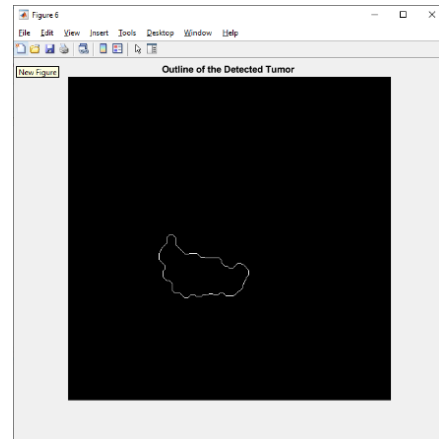 Figure 6
File Edit View Insert Tools Desktop Window Help
New Figure
Outline of the Detected Tumor